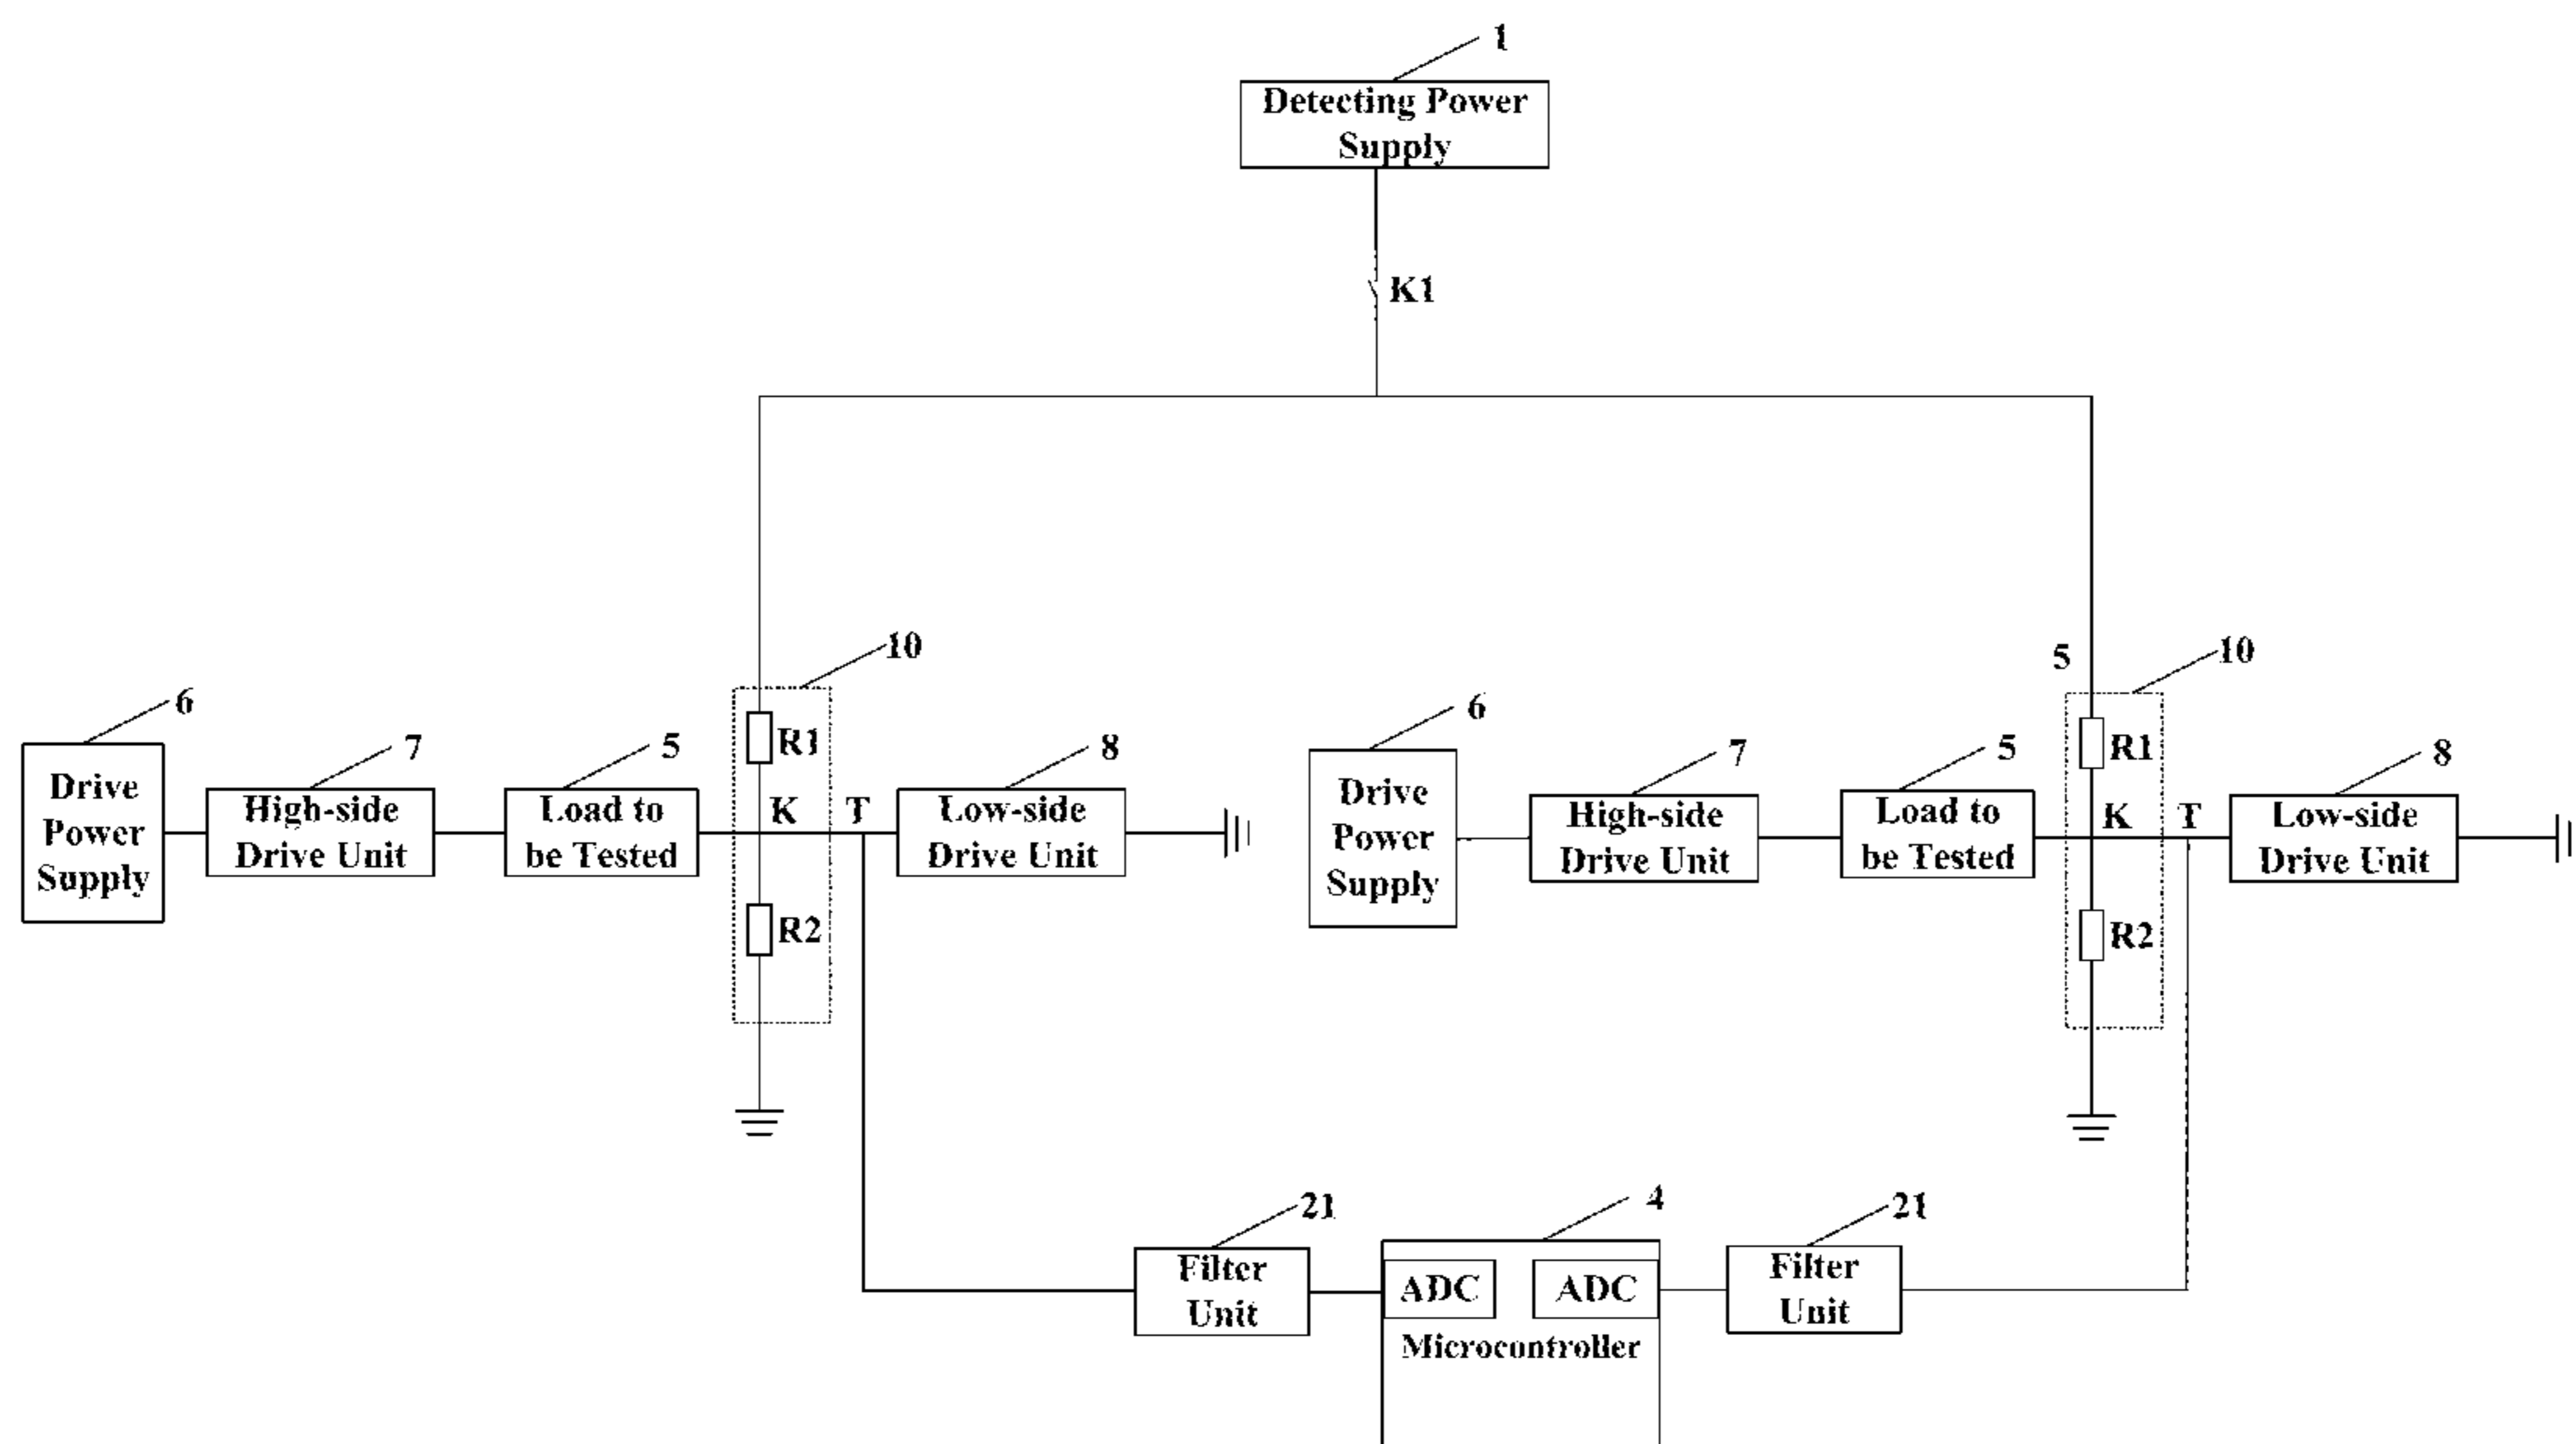 1
Detecting Power
Supply
K1
10
5
10
6
6
R1
R1
7
5
8
7
5
8
Drive
Power
Supply
High-side
Drive Unit
Load to
be Tested
K
T
Low-side
Drive Unit
Drive
Power
Supply
High-side
Drive Unit
Load to
be Tested
K
T
Low-side
Drive Unit
R2
R2
21
4
21
Filter
Unit
ADC
ADC
Filter
Unit
Microcontroller